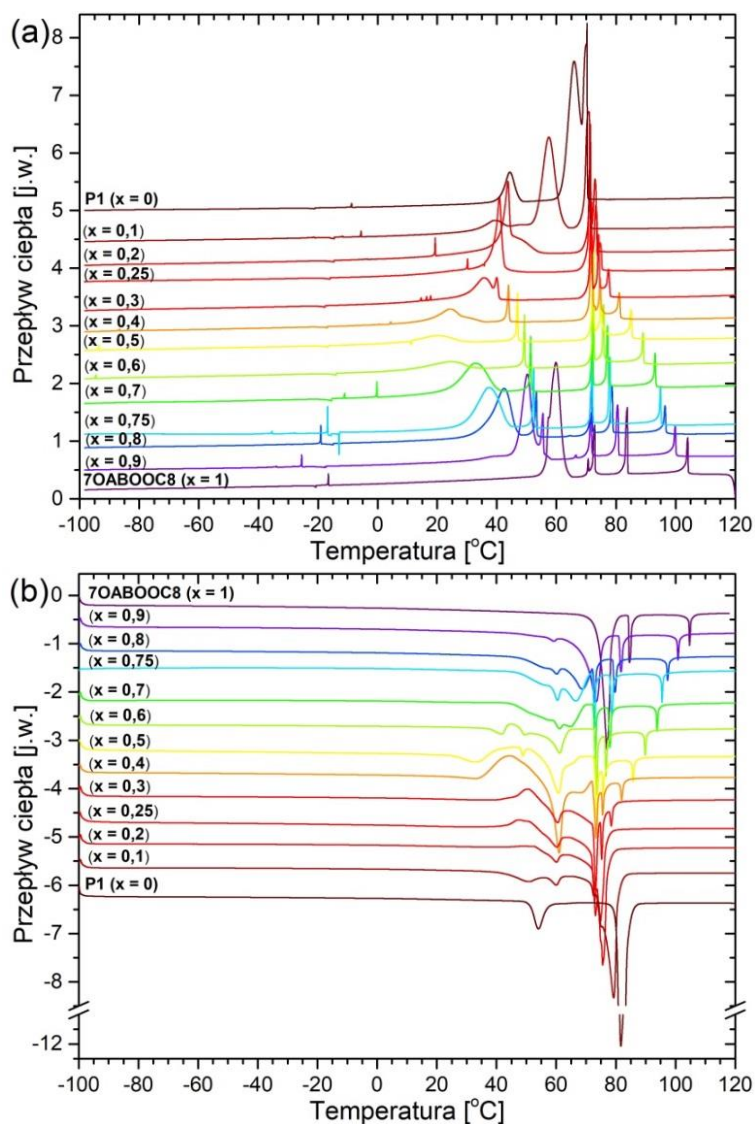 (a)
8
7
6
5
4
3
2
1
0
Przepływ ciepła [j.w.]
P1 (x = 0)
(x = 0,1)
(x = 0,2)
(x = 0,25)
(x = 0,3)
(x = 0,4)
(x = 0,5)
(x = 0,6)
(x = 0,7)
(x = 0,75)
(x = 0,8)
(x = 0,9)
7OABOOC8 (x = 1)
-100 -80 -60 -40 -20 0 20 40 60 80 100 120
Temperatura [°C]
(b)
0
-1
-2
-3
-4
-5
-6
-7
-8
-12
Przepływ ciepła [j.w.]
7OABOOC8 (x = 1)
(x = 0,9)
(x = 0,8)
(x = 0,75)
(x = 0,7)
(x = 0,6)
(x = 0,5)
(x = 0,4)
(x = 0,3)
(x = 0,25)
(x = 0,2)
(x = 0,1)
P1 (x = 0)
-100 -80 -60 -40 -20 0 20 40 60 80 100 120
Temperatura [°C]